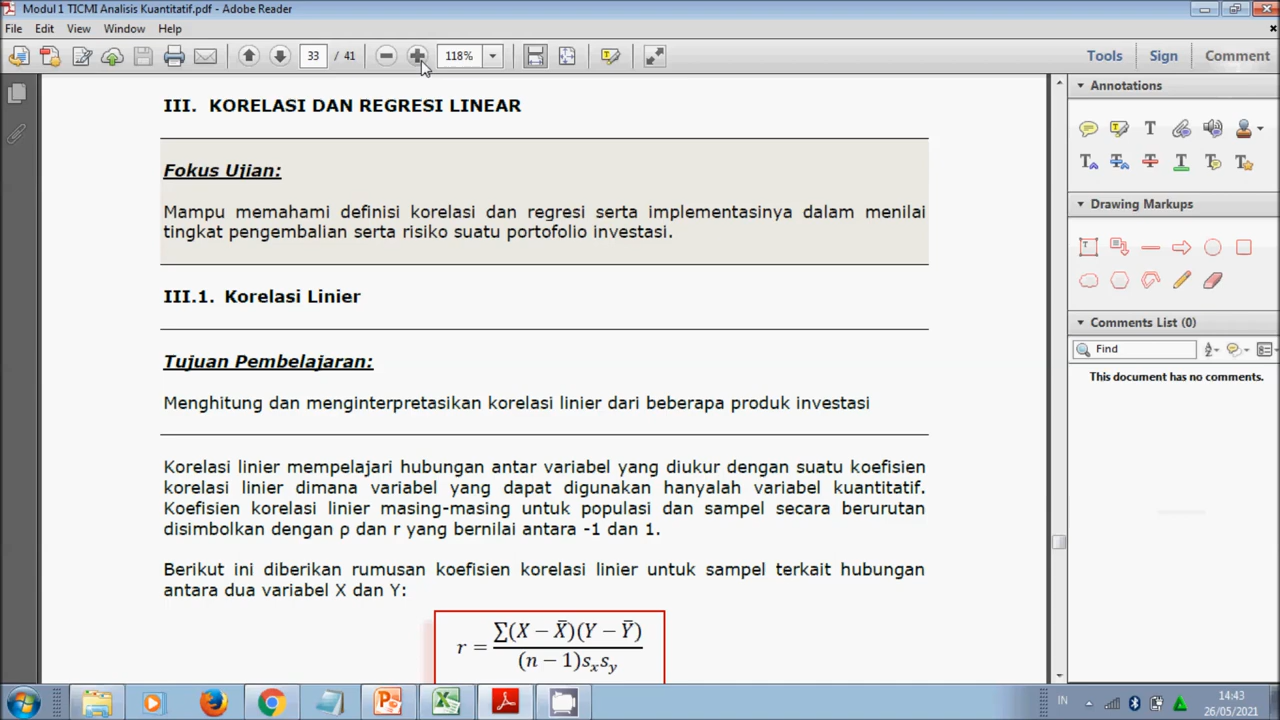 Modul 1 TICMI Analisis Kuantitatif.pdf - Adobe Reader
File Edit View Window Help
33 / 41 118% Tools Sign Comment
III. KORELASI DAN REGRESI LINEAR
Fokus Ujian:
Mampu memahami definisi korelasi dan regresi serta implementasinya dalam menilai
tingkat pengembalian serta risiko suatu portofolio investasi.
III.1. Korelasi Linier
Tujuan Pembelajaran:
Menghitung dan menginterpretasikan korelasi linier dari beberapa produk investasi
Korelasi linier mempelajari hubungan antar variabel yang diukur dengan suatu koefisien
korelasi linier dimana variabel yang dapat digunakan hanyalah variabel kuantitatif.
Koefisien korelasi linier masing-masing untuk populasi dan sampel secara berurutan
disimbolkan dengan ρ dan r yang bernilai antara -1 dan 1.
Berikut ini diberikan rumusan koefisien korelasi linier untuk sampel terkait hubungan
antara dua variabel X dan Y:
r = ∑(X − X̄)(Y − Ȳ) / (n − 1)sₓsᵧ
Annotations
Drawing Markups
Comments List (0)
Find
This document has no comments.
IN
14:43
26/05/2021